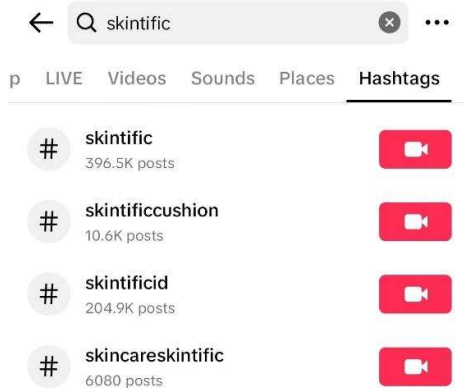 skintific
p LIVE Videos Sounds Places Hashtags
# skintific
396.5K posts
# skintificcushion
10.6K posts
# skintificid
204.9K posts
# skincareskintific
6080 posts